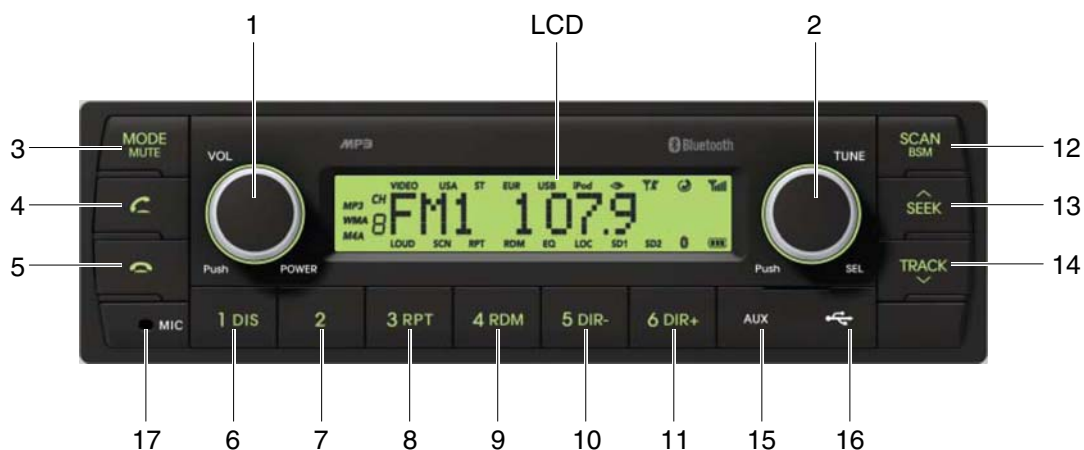 1 LCD 2
3 MODE MUTE
VOL
MP3
Bluetooth
TUNE
SCAN BSM 12
4
VIDEO USA ST EUR USB iPod
MP3 CH
WMA 8 FM1 107.9
M4A
LOUD SCN RPT RDM EQ LOC SD1 SD2
SEEK 13
5
Push POWER
Push SEL
TRACK 14
MIC
1 DIS
2
3 RPT
4 RDM
5 DIR-
6 DIR+
AUX
17 6 7 8 9 10 11 15 16